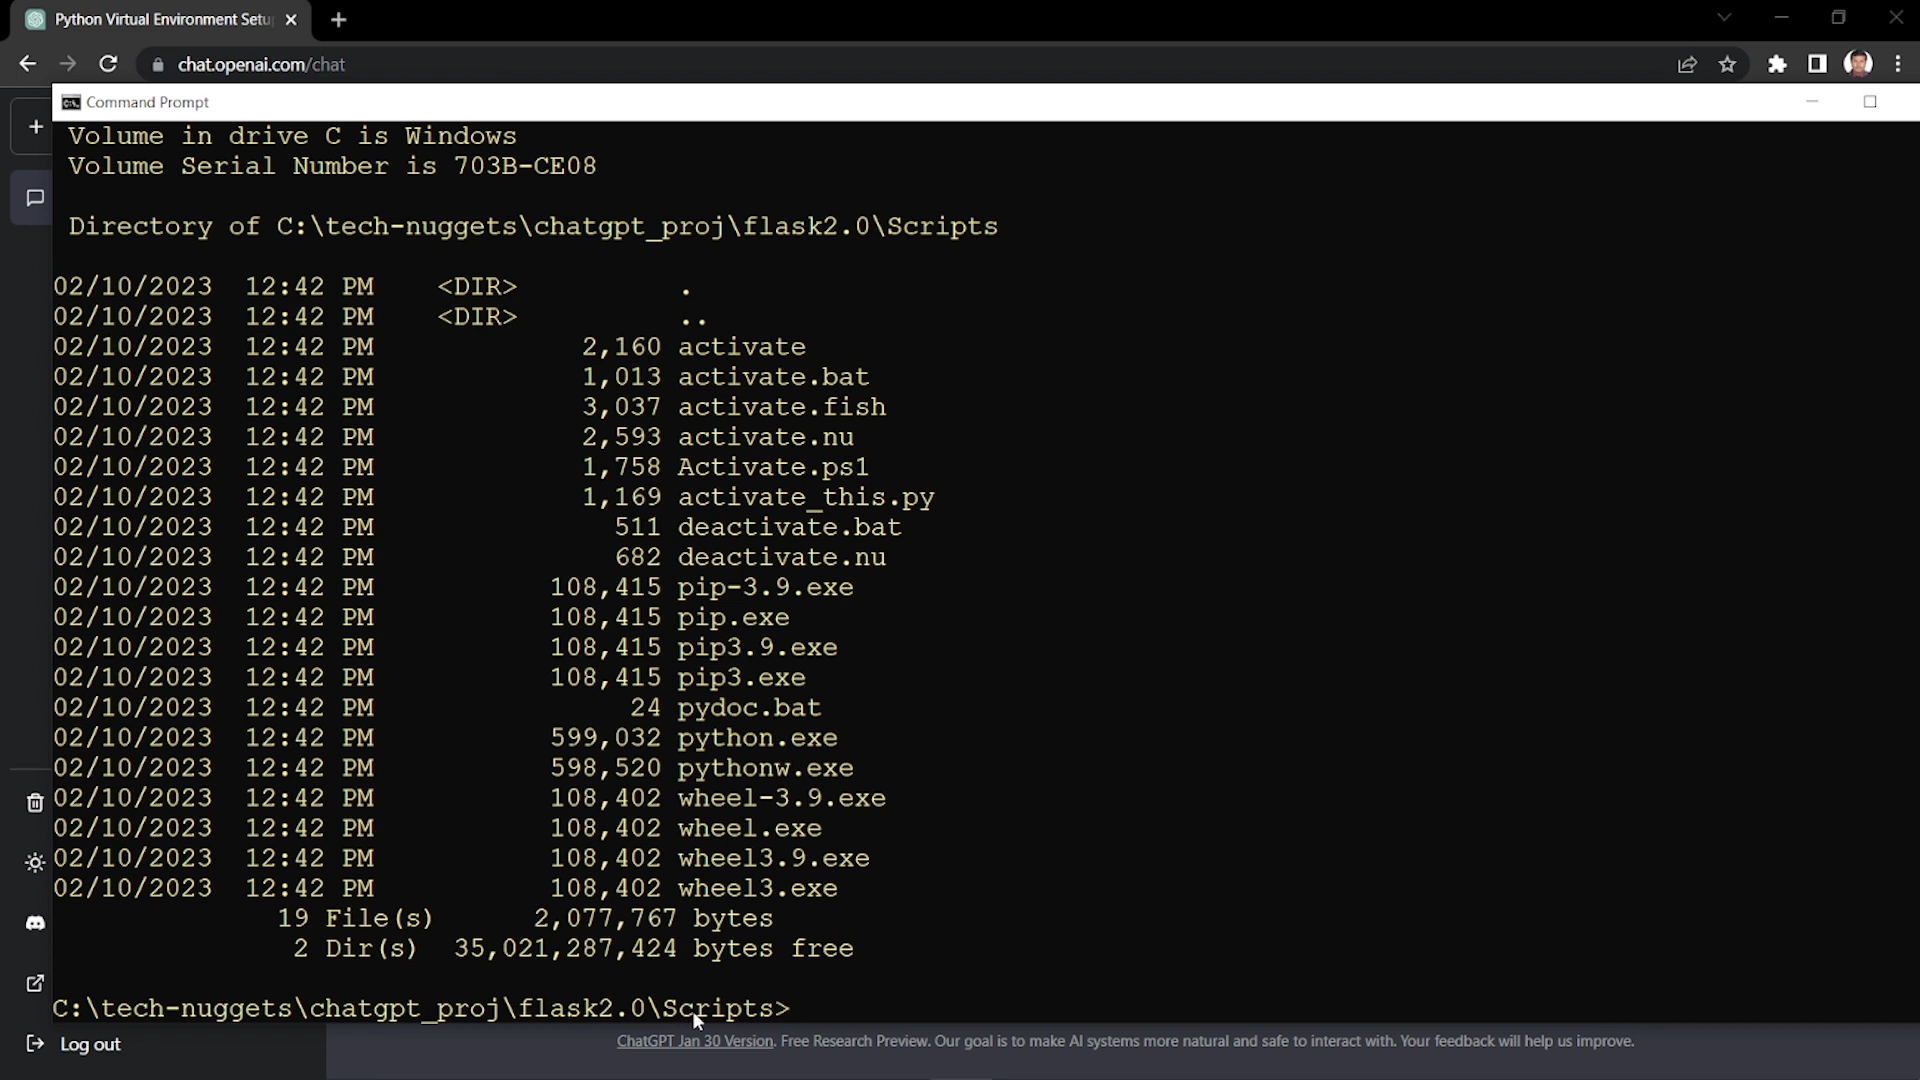 Python Virtual Environment Setu
chat.openai.com/chat
Command Prompt
Volume in drive C is Windows
Volume Serial Number is 703B-CE08
Directory of C:\tech-nuggets\chatgpt_proj\flask2.0\Scripts
02/10/2023 12:42 PM <DIR> .
02/10/2023 12:42 PM <DIR> ..
02/10/2023 12:42 PM 2,160 activate
02/10/2023 12:42 PM 1,013 activate.bat
02/10/2023 12:42 PM 3,037 activate.fish
02/10/2023 12:42 PM 2,593 activate.nu
02/10/2023 12:42 PM 1,758 Activate.ps1
02/10/2023 12:42 PM 1,169 activate_this.py
02/10/2023 12:42 PM 511 deactivate.bat
02/10/2023 12:42 PM 682 deactivate.nu
02/10/2023 12:42 PM 108,415 pip-3.9.exe
02/10/2023 12:42 PM 108,415 pip.exe
02/10/2023 12:42 PM 108,415 pip3.9.exe
02/10/2023 12:42 PM 108,415 pip3.exe
02/10/2023 12:42 PM 24 pydoc.bat
02/10/2023 12:42 PM 599,032 python.exe
02/10/2023 12:42 PM 598,520 pythonw.exe
02/10/2023 12:42 PM 108,402 wheel-3.9.exe
02/10/2023 12:42 PM 108,402 wheel.exe
02/10/2023 12:42 PM 108,402 wheel3.9.exe
02/10/2023 12:42 PM 108,402 wheel3.exe
19 File(s) 2,077,767 bytes
2 Dir(s) 35,021,287,424 bytes free
C:\tech-nuggets\chatgpt_proj\flask2.0\Scripts>
Log out
ChatGPT Jan 30 Version. Free Research Preview. Our goal is to make AI systems more natural and safe to interact with. Your feedback will help us improve.